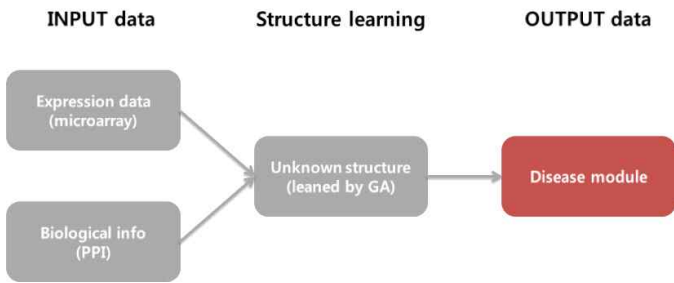 INPUT data
Structure learning
OUTPUT data
Expression data
(microarray)
Unknown structure
(leaned by GA)
Disease module
Biological info
(PPI)